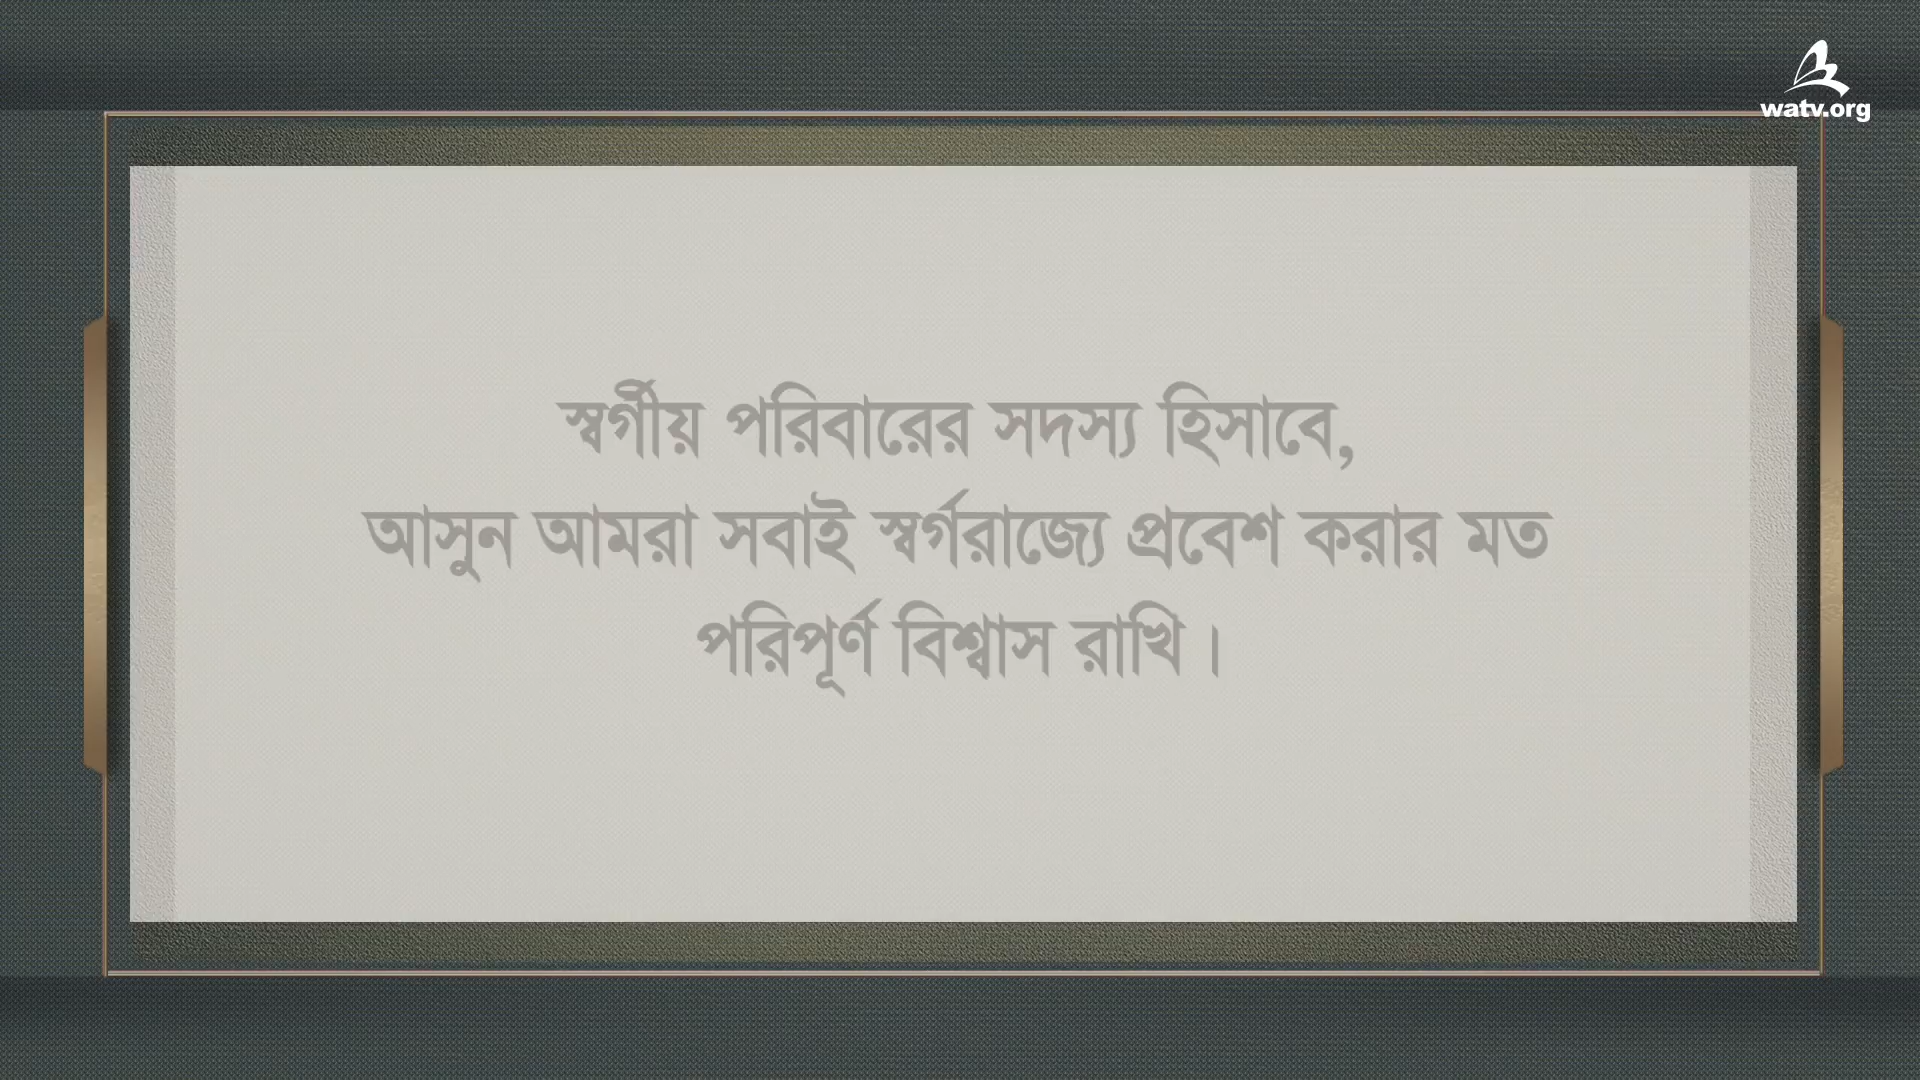 watv.org
স্বর্গীয় পরিবারের সদস্য হিসাবে,
আসুন আমরা সবাই স্বর্গরাজ্যে প্রবেশ করার মত
পরিপূর্ণ বিশ্বাস রাখি।